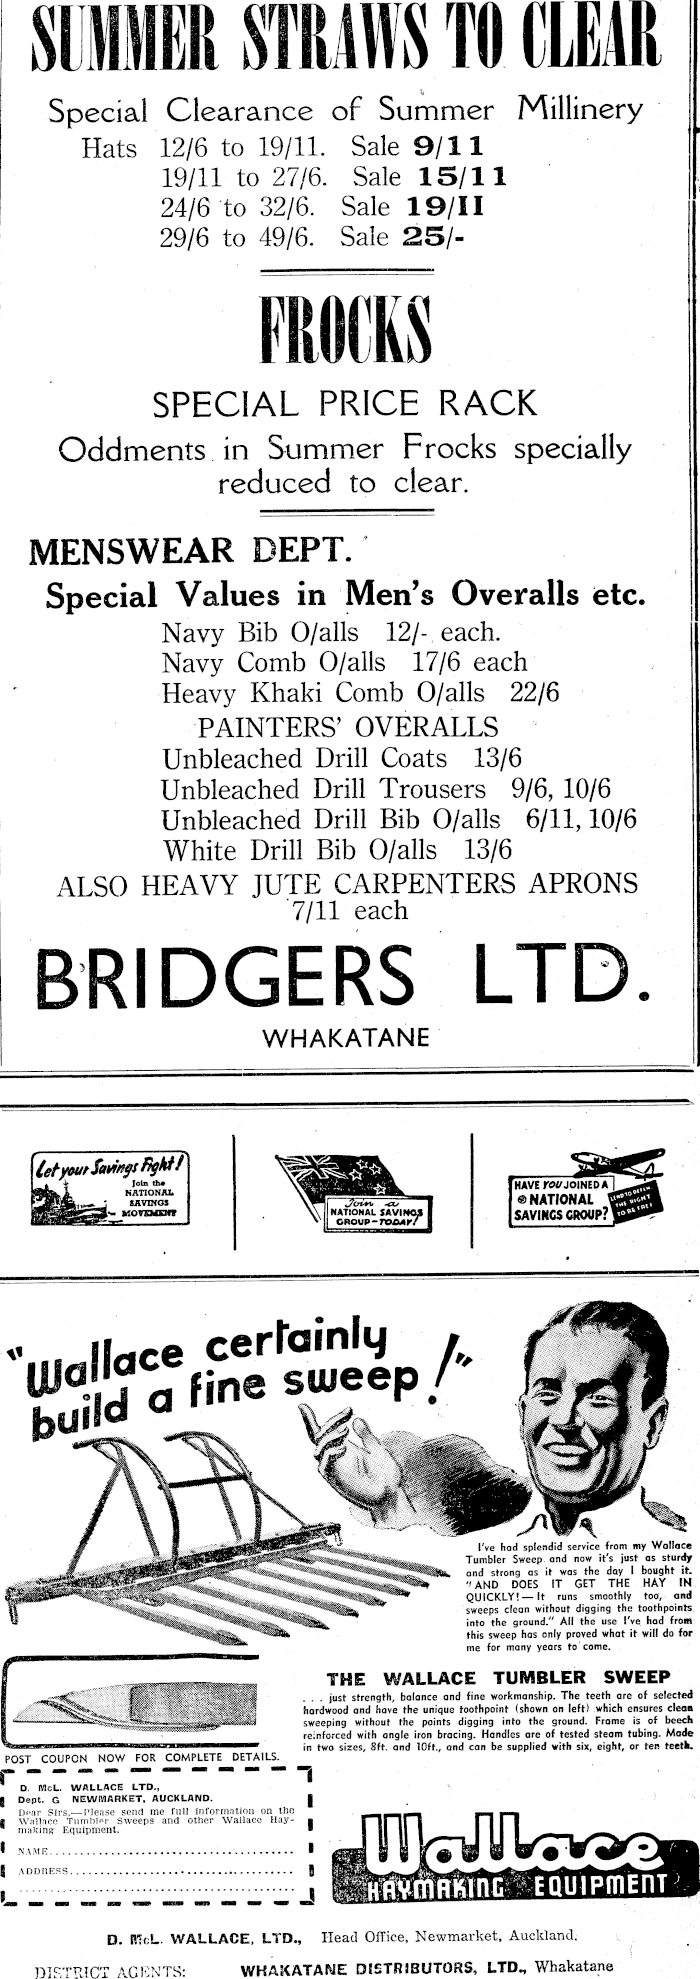 SUMMER STRAWS TO CLEAR
Special Clearance of Summer Millinery
Hats 12/6 to 19/11. Sale 9/11
19/11 to 27/6. Sale 15/11
24/6 to 32/6. Sale 19/II
29/6 to 49/6. Sale 25/-
FROCKS
SPECIAL PRICE RACK
Oddments in Summer Frocks specially
reduced to clear.
MENSWEAR DEPT.
Special Values in Men's Overalls etc.
Navy Bib O/alls 12/- each.
Navy Comb O/alls 17/6 each
Heavy Khaki Comb O/alls 22/6
PAINTERS' OVERALLS
Unbleached Drill Coats 13/6
Unbleached Drill Trousers 9/6, 10/6
Unbleached Drill Bib O/alls 6/11, 10/6
White Drill Bib O/alls 13/6
ALSO HEAVY JUTE CARPENTERS APRONS
7/11 each
BRIDGERS LTD.
WHAKATANE
Let your Savings Fight!
Join the
NATIONAL
SAVINGS
MOVEMENT
Join a
NATIONAL SAVINGS
GROUP-TODAY!
HAVE YOU JOINED A
NATIONAL
SAVINGS GROUP?
LEND TO DEFEND
THE RIGHT
TO BE FREE
"Wallace certainly
build a fine sweep!"
I've had splendid service from my Wallace
Tumbler Sweep and now it's just as sturdy
and strong as it was the day I bought it.
"AND DOES IT GET THE HAY IN
QUICKLY!—It runs smoothly too, and
sweeps clean without digging the toothpoints
into the ground." All the use I've had from
this sweep has only proved what it will do for
me for many years to come.
THE WALLACE TUMBLER SWEEP
. . . just strength, balance and fine workmanship. The teeth are of selected
hardwood and have the unique toothpoint (shown on left) which ensures clean
sweeping without the points digging into the ground. Frame is of beech
reinforced with angle iron bracing. Handles are of tested steam tubing. Made
in two sizes, 8ft. and 10ft., and can be supplied with six, eight, or ten teeth.
POST COUPON NOW FOR COMPLETE DETAILS.
D. McL. WALLACE LTD.,
Dept. G NEWMARKET, AUCKLAND.
Dear Sirs,—Please send me full information on the
Wallace Tumbler Sweeps and other Wallace Hay-
making Equipment.
NAME
ADDRESS
Wallace
HAYMAKING EQUIPMENT
D. McL. WALLACE, LTD., Head Office, Newmarket, Auckland.
DISTRICT AGENTS: WHAKATANE DISTRIBUTORS, LTD., Whakatane